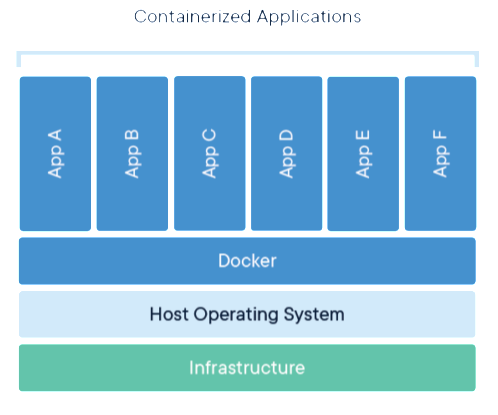 Containerized Applications
App A
App B
App C
App D
App E
App F
Docker
Host Operating System
Infrastructure